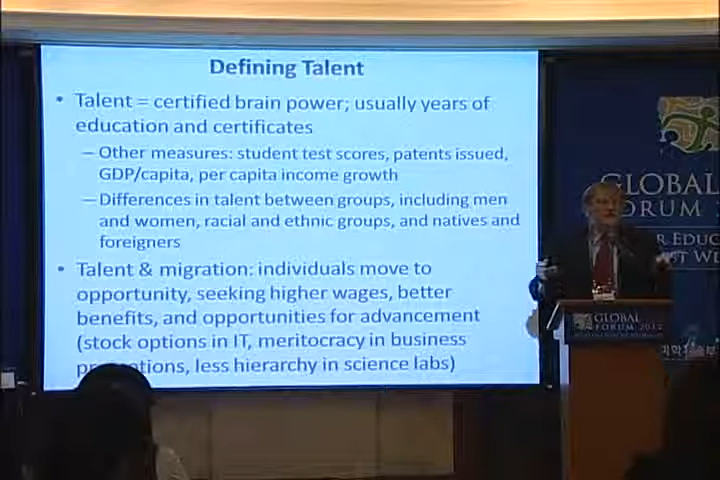 Defining Talent
• Talent = certified brain power; usually years of
education and certificates
– Other measures: student test scores, patents issued,
GDP/capita, per capita income growth
– Differences in talent between groups, including men
and women, racial and ethnic groups, and natives and
foreigners
• Talent & migration: individuals move to
opportunity, seeking higher wages, better
benefits, and opportunities for advancement
(stock options in IT, meritocracy in business
less hierarchy in science labs)
GLOBAL
FORUM
GLOBAL
FORUM 2012